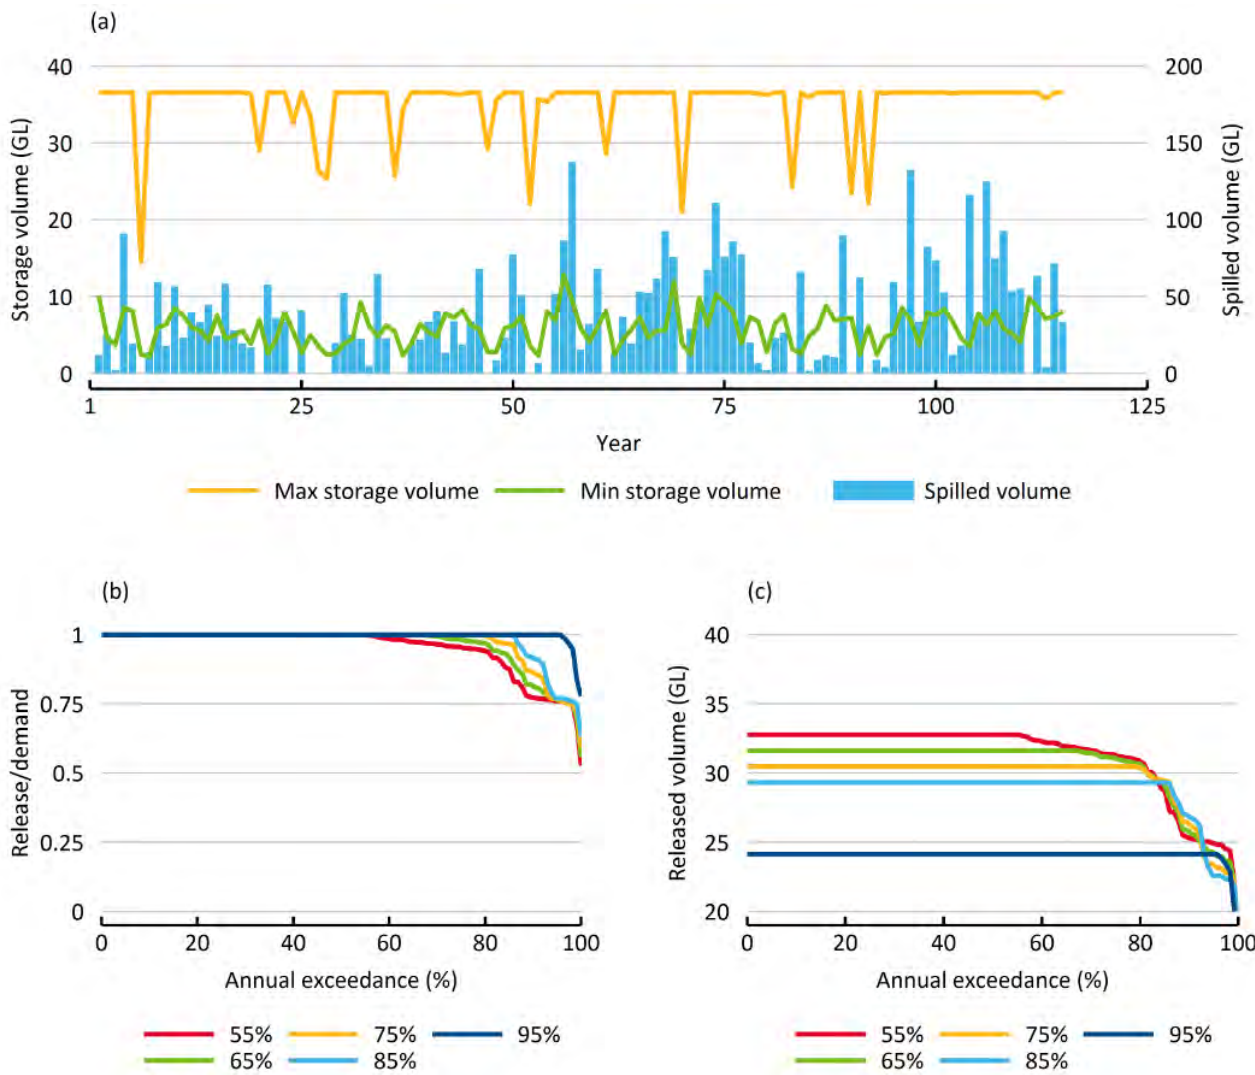 (a)
40 200
30 150
20 100
10 50
0 0
Storage volume (GL)
Spilled volume (GL)
1 25 50 75 100 125
Year
Max storage volume Min storage volume Spilled volume
(b)
1
0.75
0.5
0.25
0
Release/demand
0 20 40 60 80 100
Annual exceedance (%)
55% 75% 95%
65% 85%
(c)
40
35
30
25
20
Released volume (GL)
0 20 40 60 80 100
Annual exceedance (%)
55% 75% 95%
65% 85%